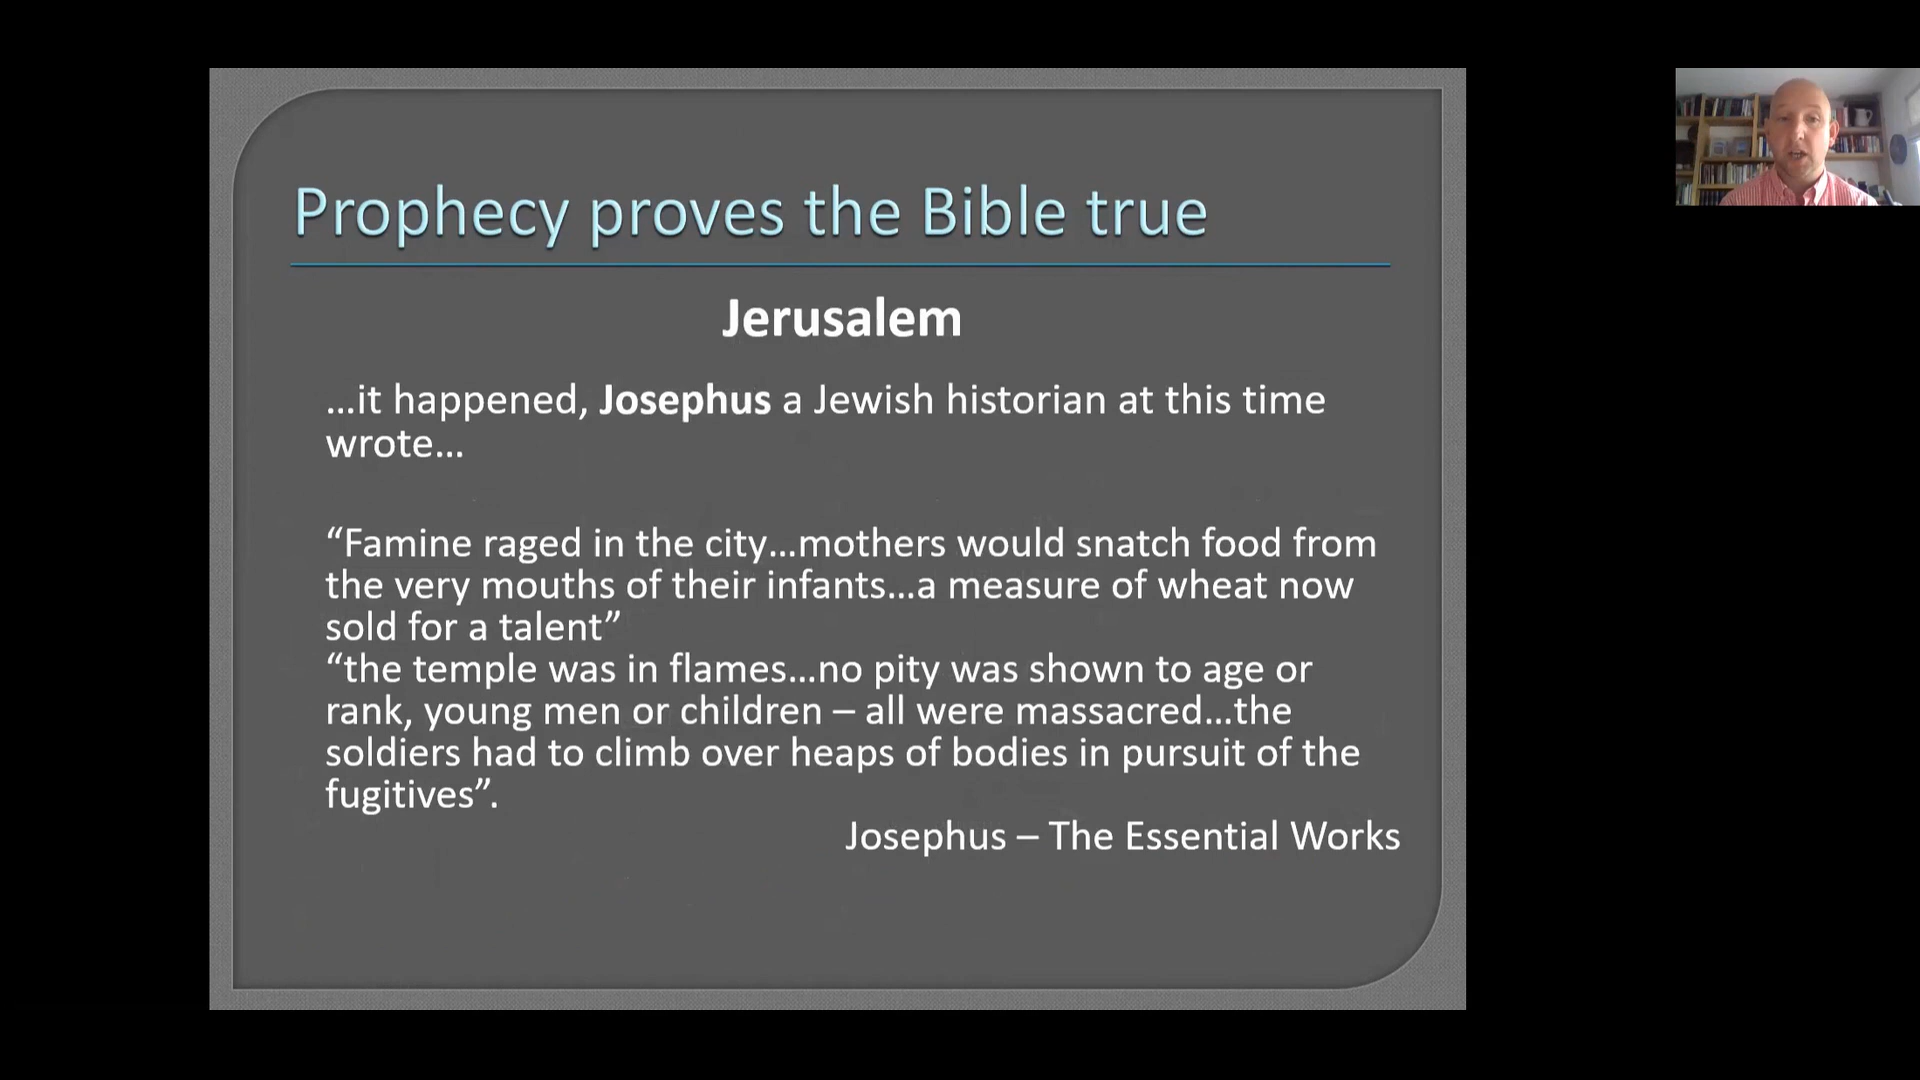 Prophecy proves the Bible true
Jerusalem
…it happened, Josephus a Jewish historian at this time
wrote…
“Famine raged in the city…mothers would snatch food from
the very mouths of their infants…a measure of wheat now
sold for a talent”
“the temple was in flames…no pity was shown to age or
rank, young men or children – all were massacred…the
soldiers had to climb over heaps of bodies in pursuit of the
fugitives”.
Josephus – The Essential Works